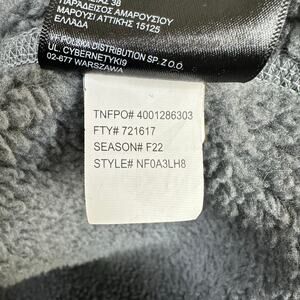 ΠΑΡΑΔΕΙΣΟΣ ΑΜΑΡΟΥΣΙΟΥ
ΜΑΡΟΥΣΙ ΑΤΤΙΚΗΣ 15125
ΕΛΛΑΔΑ
VF POLSKA DISTRIBUTION SP. Z O.O.
UL. CYBERNETYKI9
02-677 WARSZAWA
TNFPO# 4001286303
FTY# 721617
SEASON# F22
STYLE# NF0A3LH8